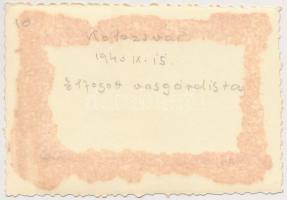 10
Kolozsvár
1940 IX. 15.
Elfogott vasgárdista